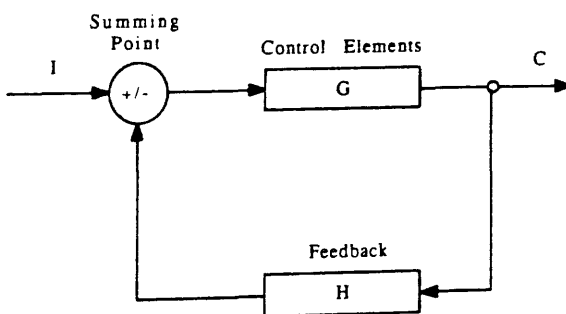 Summing
Point
Control Elements
I
C
+/-
G
Feedback
H